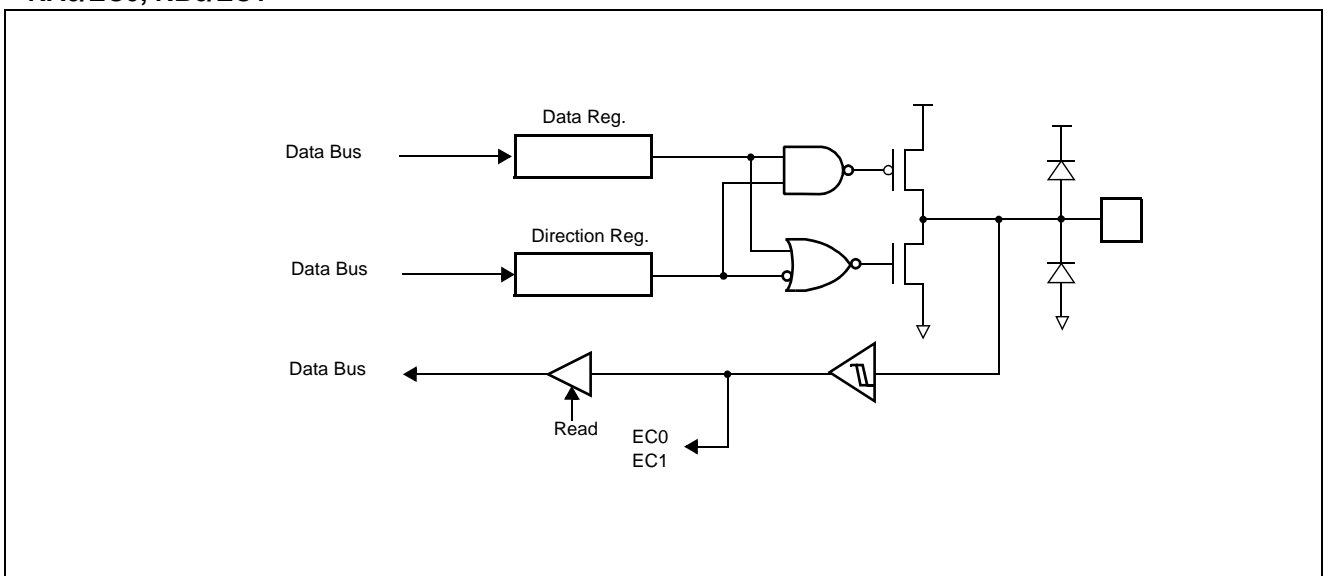 Data Reg.
Data Bus
Direction Reg.
Data Bus
Data Bus
Read
EC0
EC1